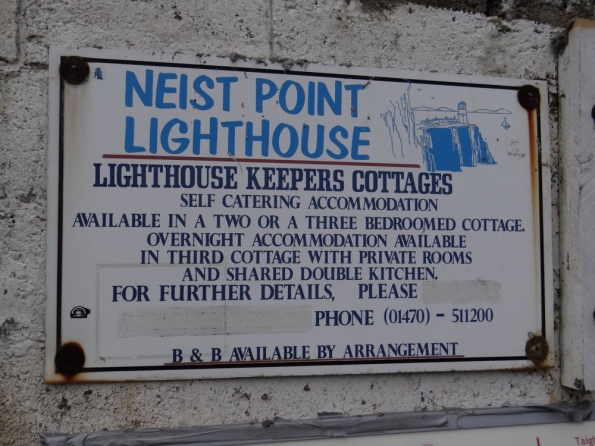 NEIST POINT
LIGHTHOUSE
LIGHTHOUSE KEEPERS COTTAGES
SELF CATERING ACCOMMODATION
AVAILABLE IN A TWO OR A THREE BEDROOMED COTTAGE.
OVERNIGHT ACCOMMODATION AVAILABLE
IN THIRD COTTAGE WITH PRIVATE ROOMS
AND SHARED DOUBLE KITCHEN.
FOR FURTHER DETAILS, PLEASE
PHONE (01470) - 511200
B & B AVAILABLE BY ARRANGEMENT